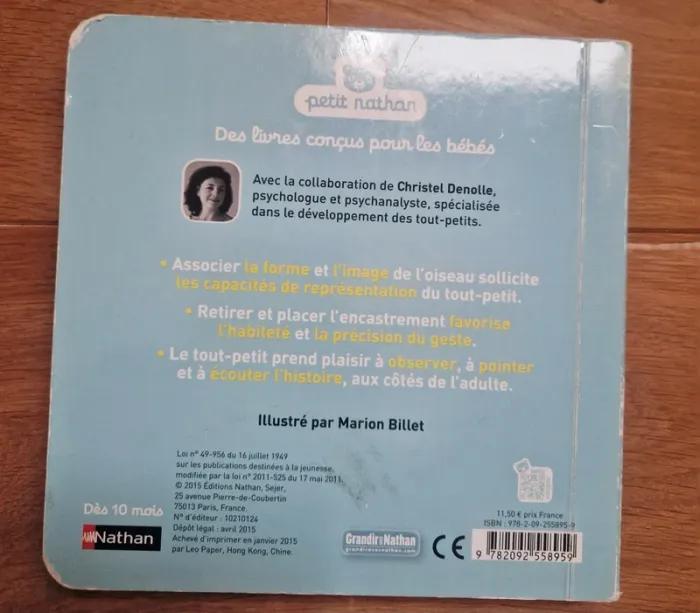 petit nathan
Des livres conçus pour les bébés
Avec la collaboration de Christel Denolle,
psychologue et psychanalyste, spécialisée
dans le développement des tout-petits.
• Associer la forme et l'image de l'oiseau sollicite
les capacités de représentation du tout-petit.
• Retirer et placer l'encastrement favorise
l'habileté et la précision du geste.
• Le tout-petit prend plaisir à observer, à pointer
et à écouter l'histoire, aux côtés de l'adulte.
Illustré par Marion Billet
Loi n° 49-956 du 16 juillet 1949
sur les publications destinées à la jeunesse,
modifiée par la loi n° 2011-525 du 17 mai 2011.
© 2015 Éditions Nathan, Sejer,
25 avenue Pierre-de-Coubertin
75013 Paris, France.
N° d'éditeur : 10210124
Dépôt légal : avril 2015
Achevé d'imprimer en janvier 2015
par Leo Paper, Hong Kong, Chine.
Dès 10 mois
Nathan
Grandir avec Nathan
grandiravecnathan.com
CE
11,50 € prix France
ISBN : 978-2-09-255895-9
9 782092 558959